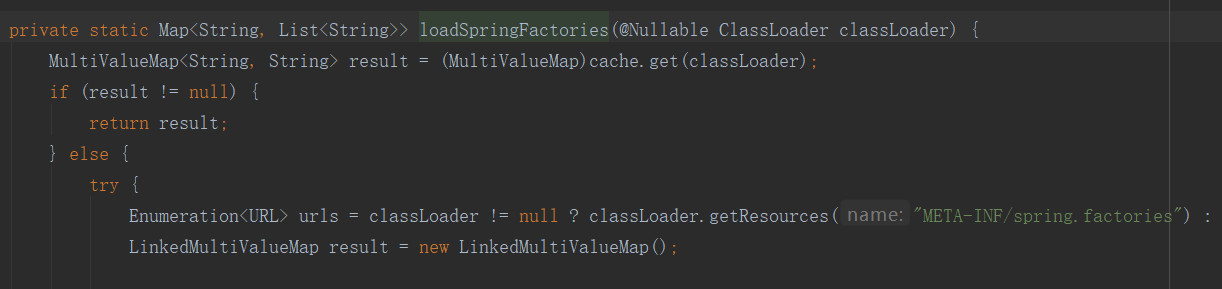 private static Map<String, List<String>> loadSpringFactories(@Nullable ClassLoader classLoader) {
    MultiValueMap<String, String> result = (MultiValueMap)cache.get(classLoader);
    if (result != null) {
        return result;
    } else {
        try {
            Enumeration<URL> urls = classLoader != null ? classLoader.getResources( name: "META-INF/spring.factories") :
            LinkedMultiValueMap result = new LinkedMultiValueMap();